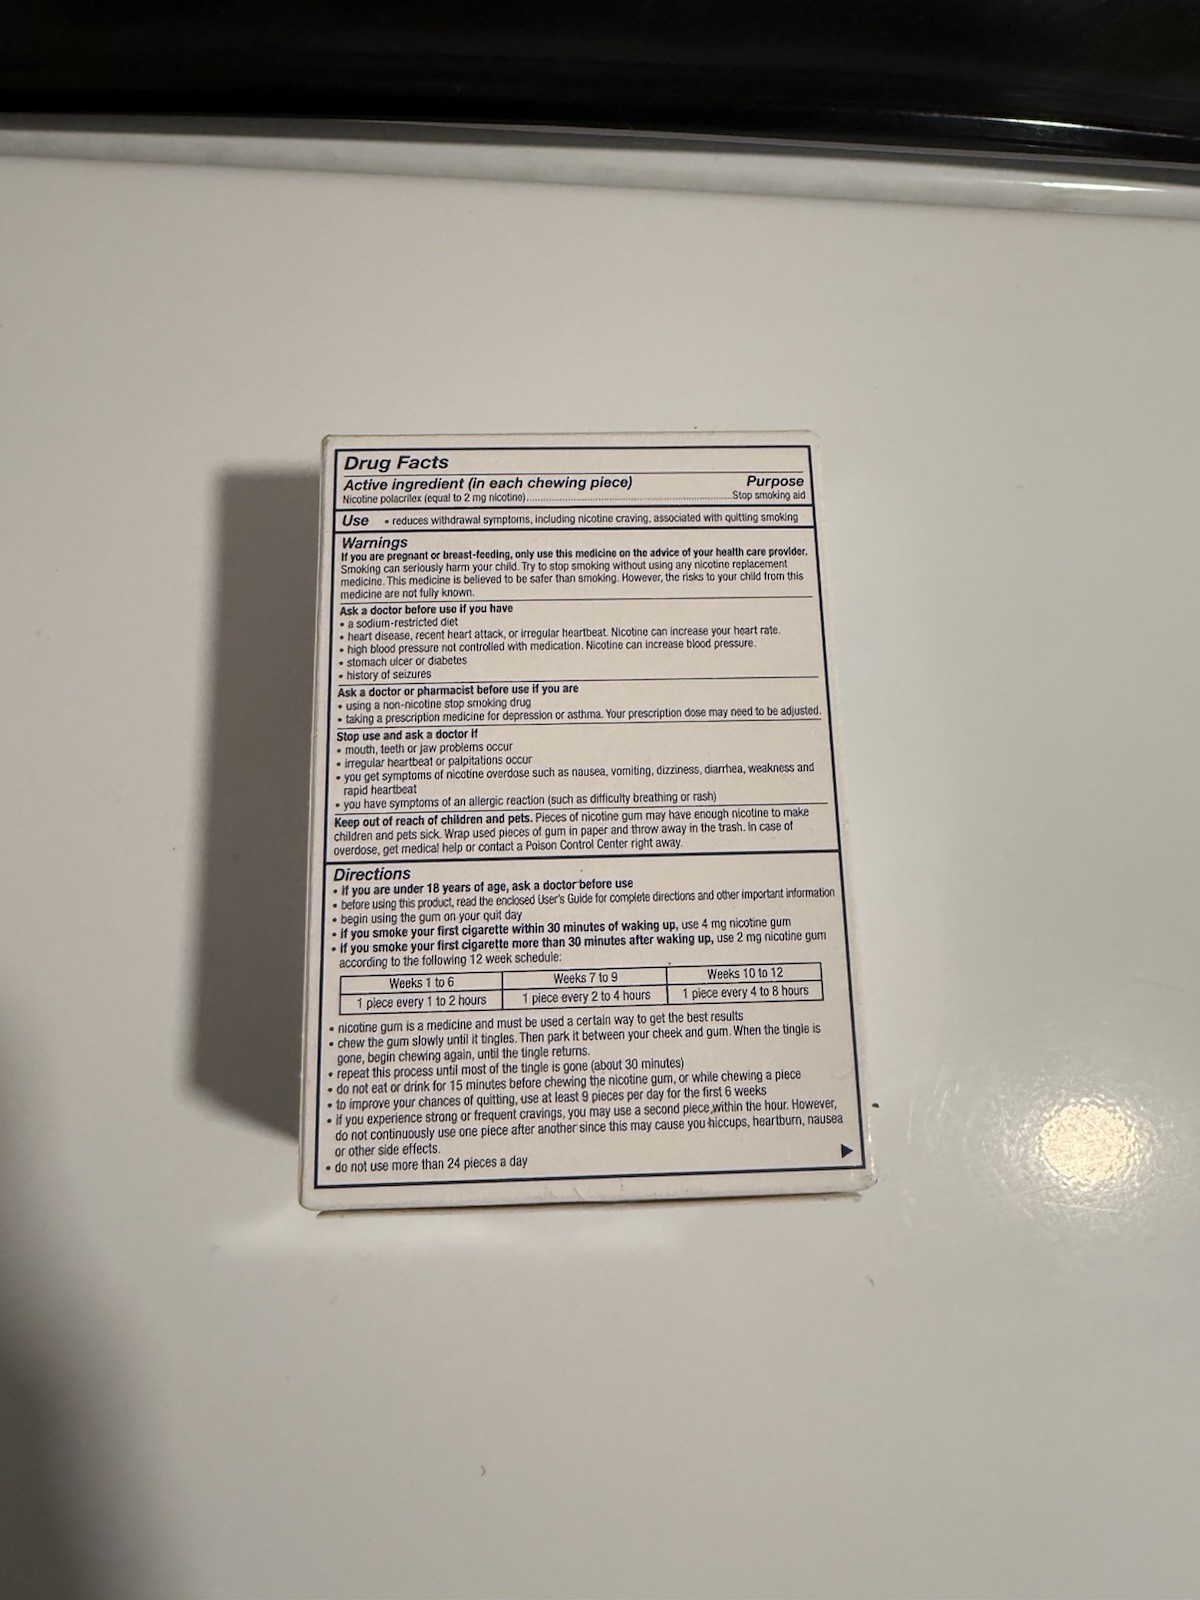 Drug Facts
Active ingredient (in each chewing piece) Purpose
Nicotine polacrilex (equal to 2 mg nicotine)..........Stop smoking aid
Use • reduces withdrawal symptoms, including nicotine craving, associated with quitting smoking
Warnings
If you are pregnant or breast-feeding, only use this medicine on the advice of your health care provider.
Smoking can seriously harm your child. Try to stop smoking without using any nicotine replacement
medicine. This medicine is believed to be safer than smoking. However, the risks to your child from this
medicine are not fully known.
Ask a doctor before use if you have
• a sodium-restricted diet
• heart disease, recent heart attack, or irregular heartbeat. Nicotine can increase your heart rate.
• high blood pressure not controlled with medication. Nicotine can increase blood pressure.
• stomach ulcer or diabetes
• history of seizures
Ask a doctor or pharmacist before use if you are
• using a non-nicotine stop smoking drug
• taking a prescription medicine for depression or asthma. Your prescription dose may need to be adjusted.
Stop use and ask a doctor if
• mouth, teeth or jaw problems occur
• irregular heartbeat or palpitations occur
• you get symptoms of nicotine overdose such as nausea, vomiting, dizziness, diarrhea, weakness and
rapid heartbeat
• you have symptoms of an allergic reaction (such as difficulty breathing or rash)
Keep out of reach of children and pets. Pieces of nicotine gum may have enough nicotine to make
children and pets sick. Wrap used pieces of gum in paper and throw away in the trash. In case of
overdose, get medical help or contact a Poison Control Center right away.
Directions
• if you are under 18 years of age, ask a doctor before use
• before using this product, read the enclosed User's Guide for complete directions and other important information
• begin using the gum on your quit day
• if you smoke your first cigarette within 30 minutes of waking up, use 4 mg nicotine gum
• if you smoke your first cigarette more than 30 minutes after waking up, use 2 mg nicotine gum
according to the following 12 week schedule:
Weeks 1 to 6 Weeks 7 to 9 Weeks 10 to 12
1 piece every 1 to 2 hours 1 piece every 2 to 4 hours 1 piece every 4 to 8 hours
• nicotine gum is a medicine and must be used a certain way to get the best results
• chew the gum slowly until it tingles. Then park it between your cheek and gum. When the tingle is
gone, begin chewing again, until the tingle returns.
• repeat this process until most of the tingle is gone (about 30 minutes)
• do not eat or drink for 15 minutes before chewing the nicotine gum, or while chewing a piece
• to improve your chances of quitting, use at least 9 pieces per day for the first 6 weeks
• if you experience strong or frequent cravings, you may use a second piece within the hour. However,
do not continuously use one piece after another since this may cause you hiccups, heartburn, nausea
or other side effects.
• do not use more than 24 pieces a day